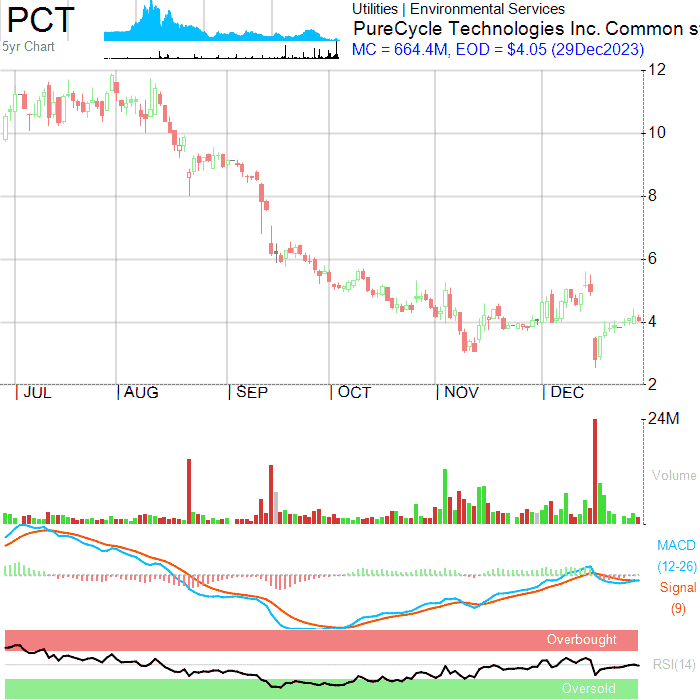 PCT
5yr Chart
Utilities | Environmental Services
PureCycle Technologies Inc. Common s
MC = 664.4M, EOD = $4.05 (29Dec2023)
12
10
8
6
4
2
JUL AUG SEP OCT NOV DEC
24M
Volume
MACD
(12-26)
Signal
(9)
Overbought
RSI(14)
Oversold